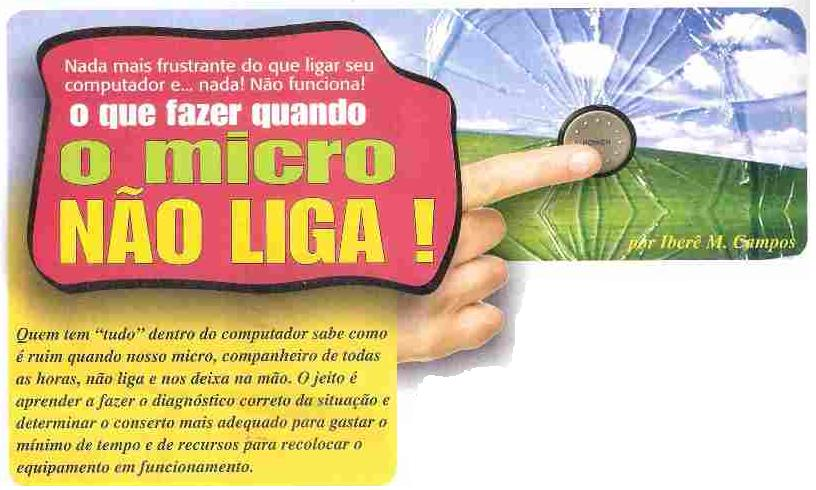 Nada mais frustrante do que ligar seu
computador e... nada! Não funciona!
o que fazer quando
o micro
NÃO LIGA !
POWER
por Iberê M. Campos
Quem tem “tudo” dentro do computador sabe como
é ruim quando nosso micro, companheiro de todas
as horas, não liga e nos deixa na mão. O jeito é
aprender a fazer o diagnóstico correto da situação e
determinar o conserto mais adequado para gastar o
mínimo de tempo e de recursos para recolocar o
equipamento em funcionamento.